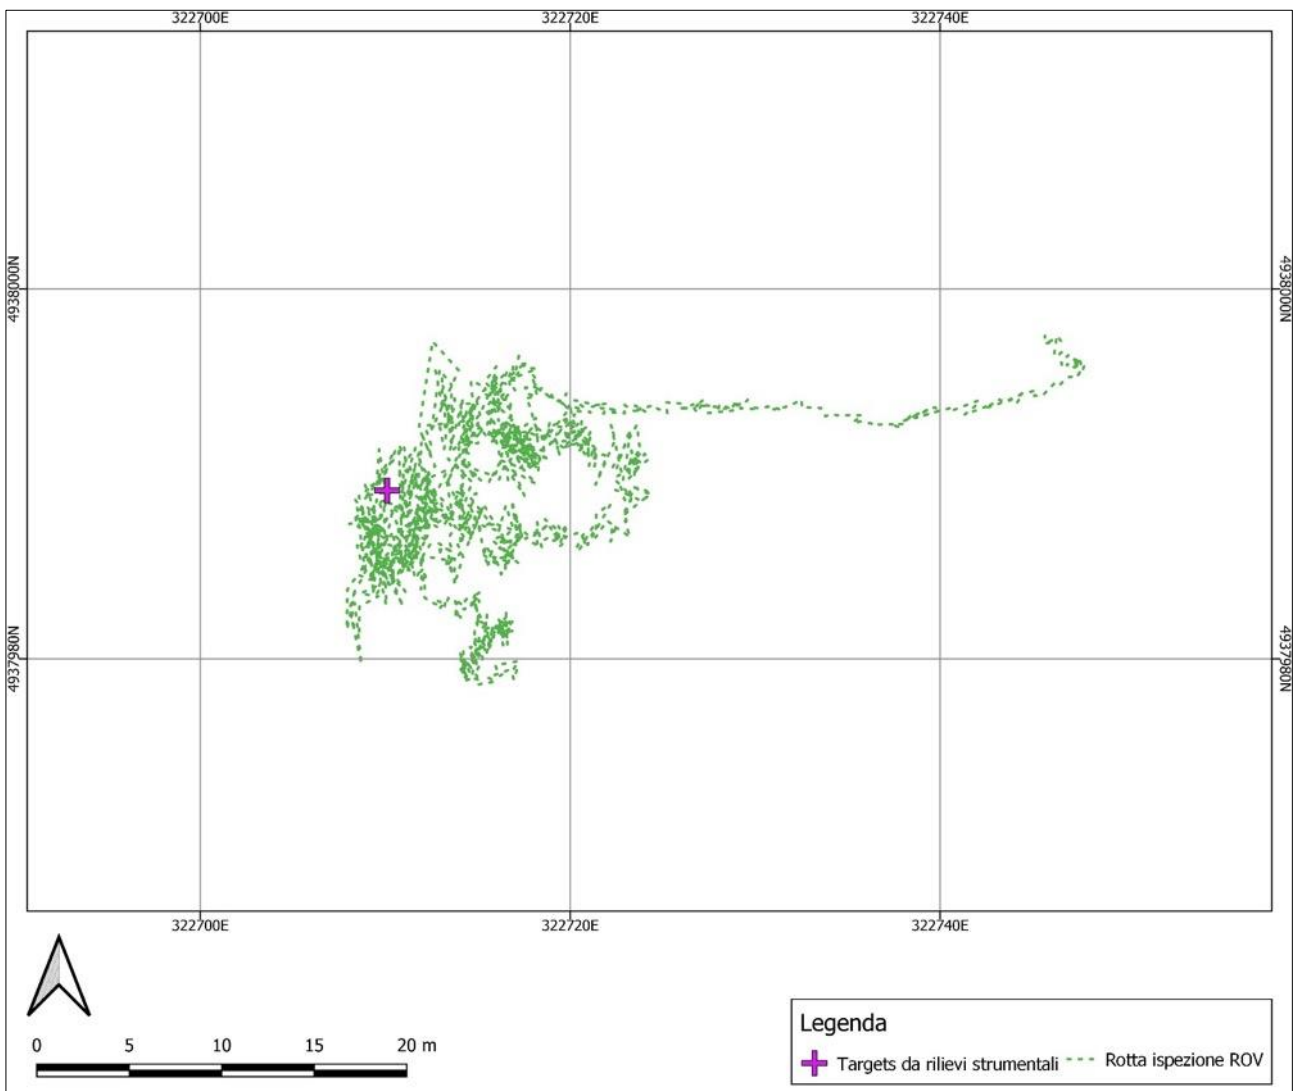 322700E 322720E 322740E
4938000N 4938000N
4937980N 4937980N
322700E 322720E 322740E
0 5 10 15 20 m
Legenda
Targets da rilievi strumentali Rotta ispezione ROV